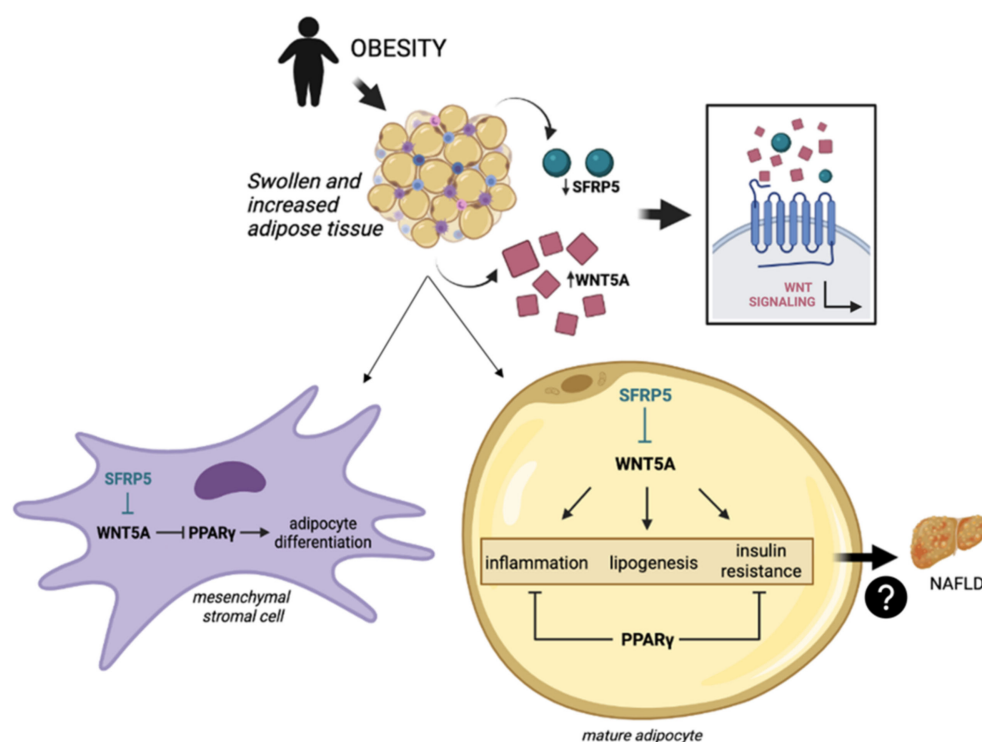 OBESITY
Swollen and
increased
adipose tissue
↓SFRP5
↑WNT5A
WNT
SIGNALING
SFRP5
WNT5A
PPARγ
adipocyte
differentiation
mesenchymal
stromal cell
SFRP5
WNT5A
inflammation
lipogenesis
insulin
resistance
PPARγ
?
NAFLD
mature adipocyte